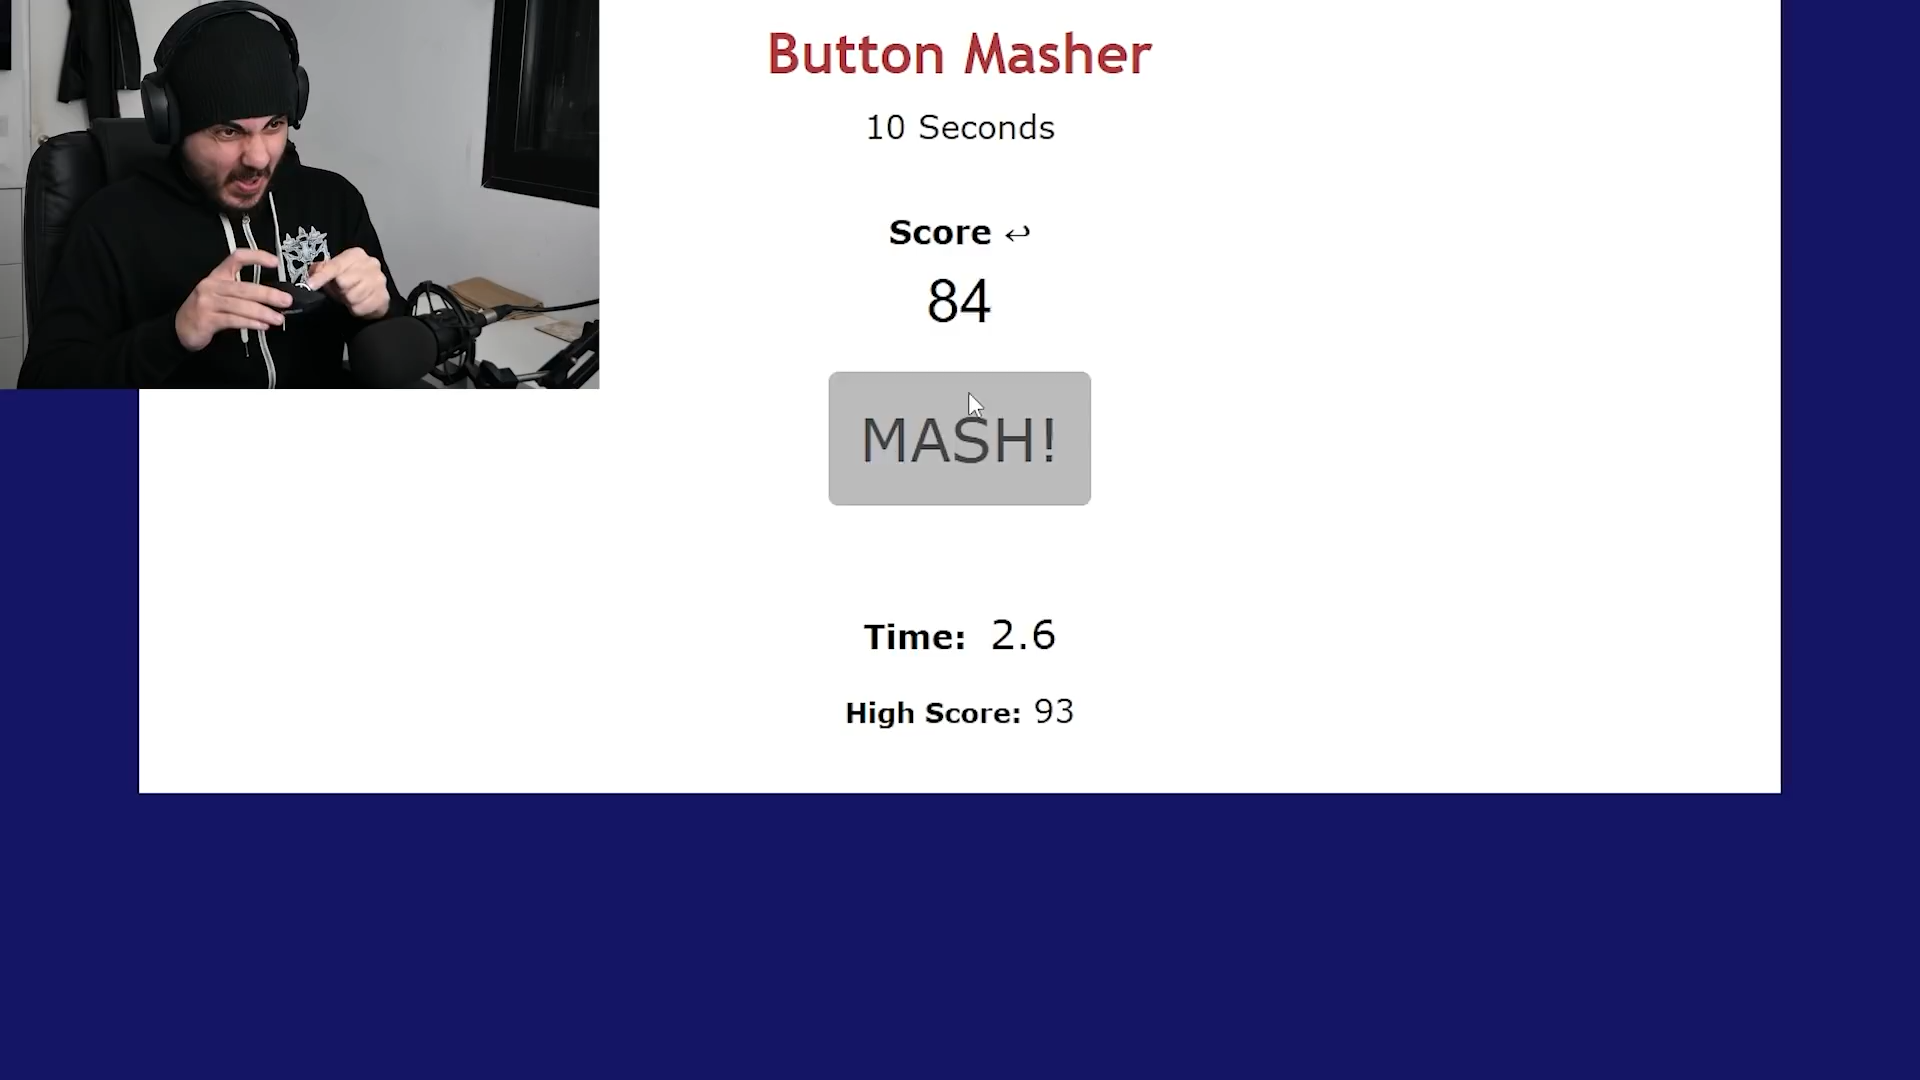 Button Masher
10 Seconds
Score ↩
84
MASH!
Time: 2.6
High Score: 93